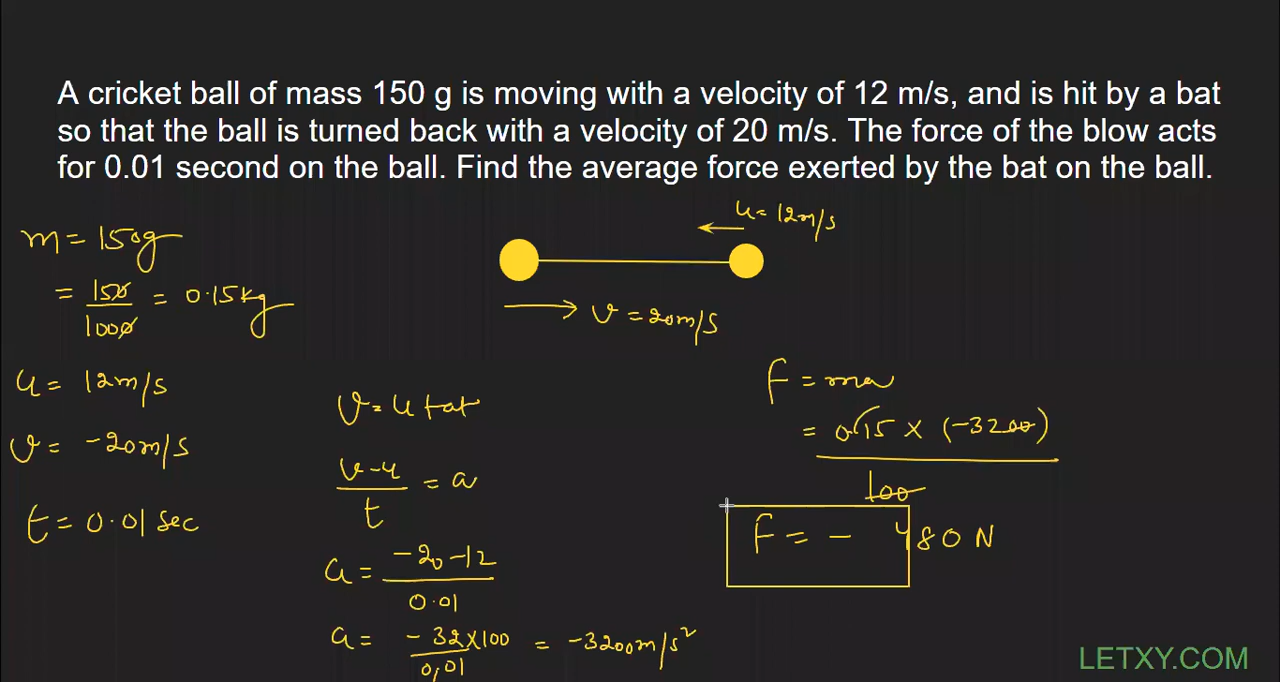 A cricket ball of mass 150 g is moving with a velocity of 12 m/s, and is hit by a bat
so that the ball is turned back with a velocity of 20 m/s. The force of the blow acts
for 0.01 second on the ball. Find the average force exerted by the bat on the ball.
m = 150g
= 150/1000 = 0.15kg
u = 12m/s
v = -20m/s
t = 0.01 sec
u = 12m/s
v = 20m/s
v = u + at
v-u/t = a
a = -20-12/0.01
a = -32x100/0.01 = -3200m/s²
f = ma
= 0.15 x (-3200)/100
f = - 480 N
LETXY.COM